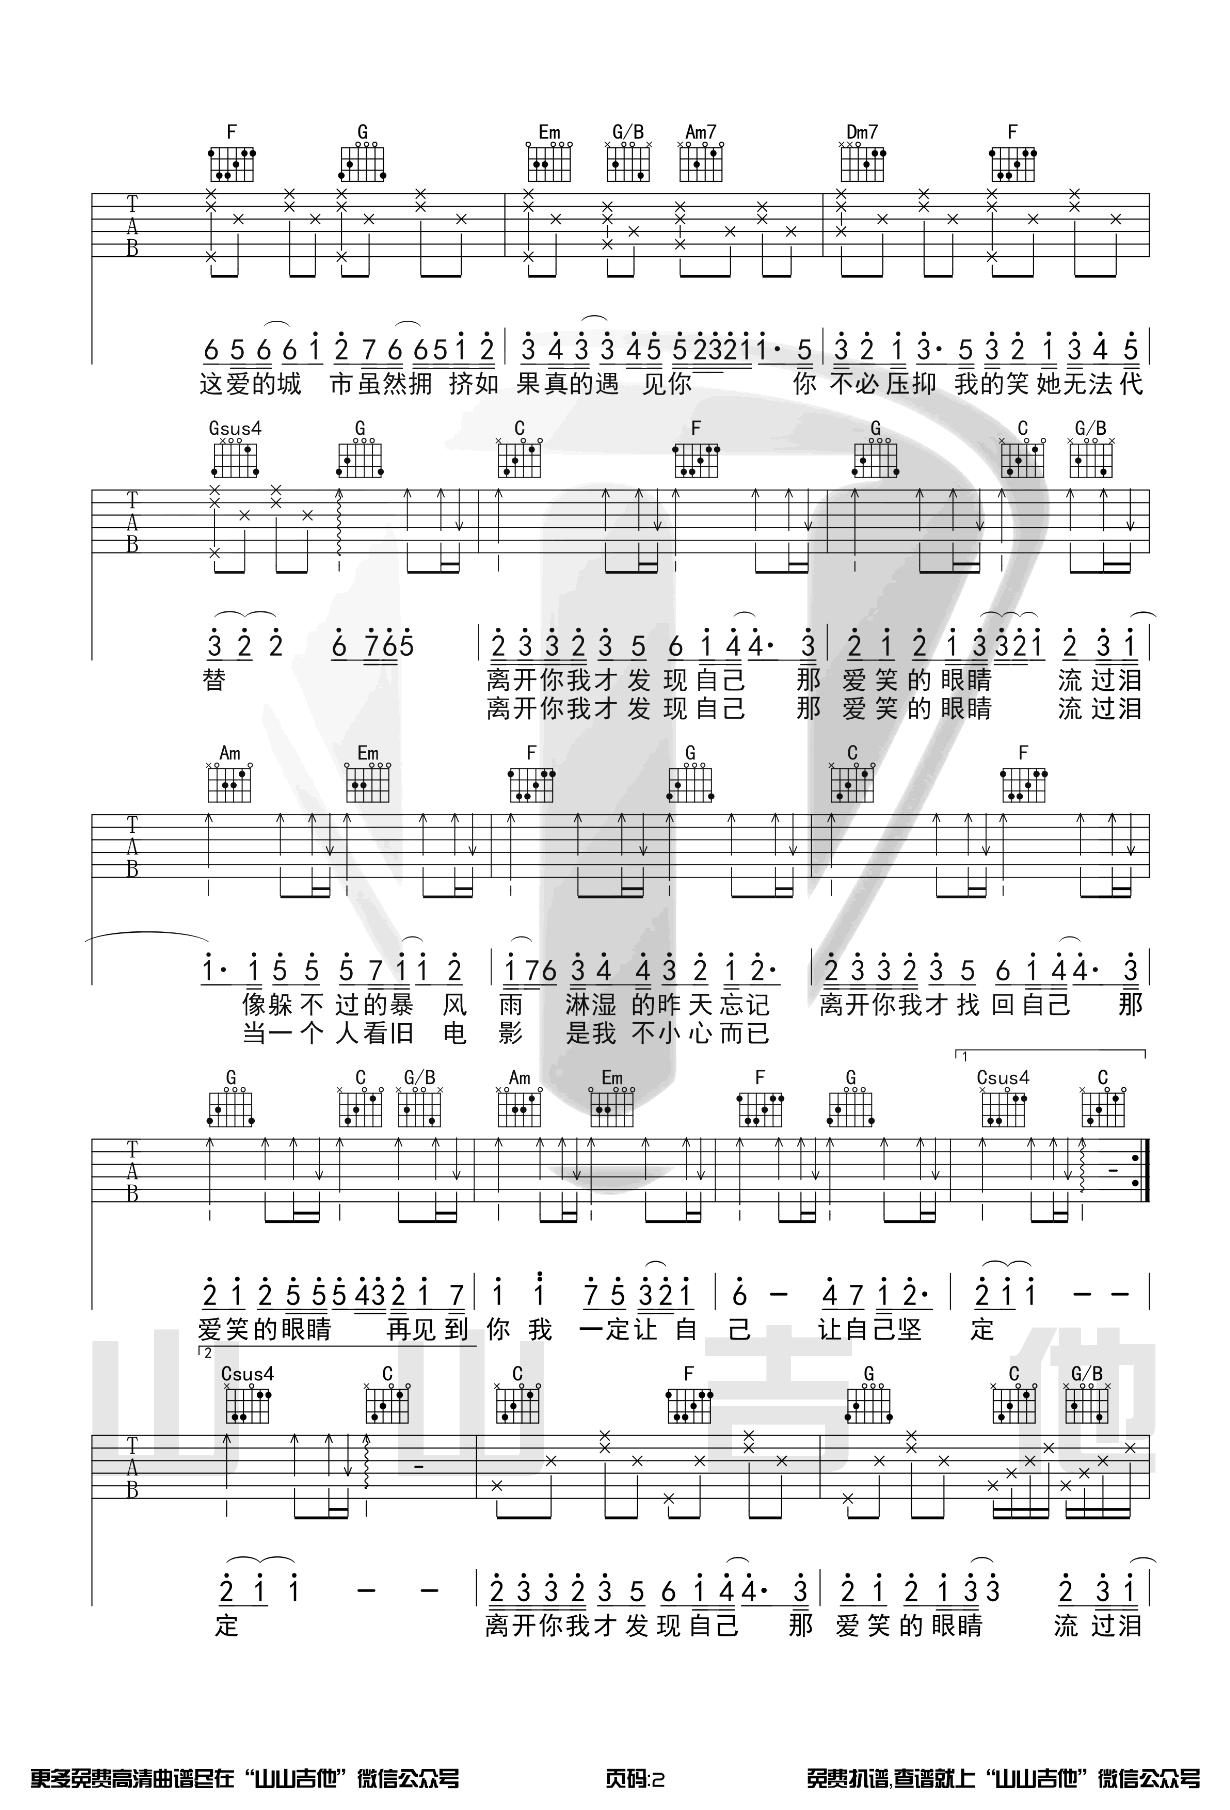 F G Em G/B Am7 Dm7 F
T A B
6 5 6 6 1 2 7 6 6 5 1 2 3 4 3 3 4 5 5 2 3 2 1 1· 5 3 2 1 3· 5 3 2 1 3 4 5
这爱的城 市虽然拥 挤如 果真的遇 见你 你 不必压抑 我的笑她无法代
Gsus4 G C F G C G/B
T A B
3 2 2 6 7 6 5 2 3 3 2 3 5 6 1 4 4· 3 2 1 2 1 3 3 2 1 2 3 1
替 离开你我才发现自己 那 爱笑的眼睛 流过泪
离开你我才发现自己 那 爱笑的眼睛 流过泪
Am Em F G C F
T A B
1· 1 5 5 5 7 1 1 2 1 7 6 3 4 4 3 2 1 2· 2 3 3 2 3 5 6 1 4 4· 3
像躲不过的暴 风 雨 淋湿的昨天忘记 离开你我才找回自己 那
当一个人看旧 电 影 是我不小心而已
1
G C G/B Am Em F G Csus4 C
T A B
2 1 2 5 5 5 4 3 2 1 7 1 1 7 5 3 2 1 6 – 4 7 1 2· 2 1 1 – –
爱笑的眼睛 再见到 你 我 一定让 自 己 让自己坚 定
2
Csus4 C C F G C G/B
T A B
2 1 1 – – 2 3 3 2 3 5 6 1 4 4· 3 2 1 2 1 3 3 2 3 1
定 离开你我才发现自己 那 爱笑的眼睛 流过泪
山山吉他
更多免费高清曲谱尽在“山山吉他”微信公众号 页码:2 免费扒谱,查谱就上“山山吉他”微信公众号